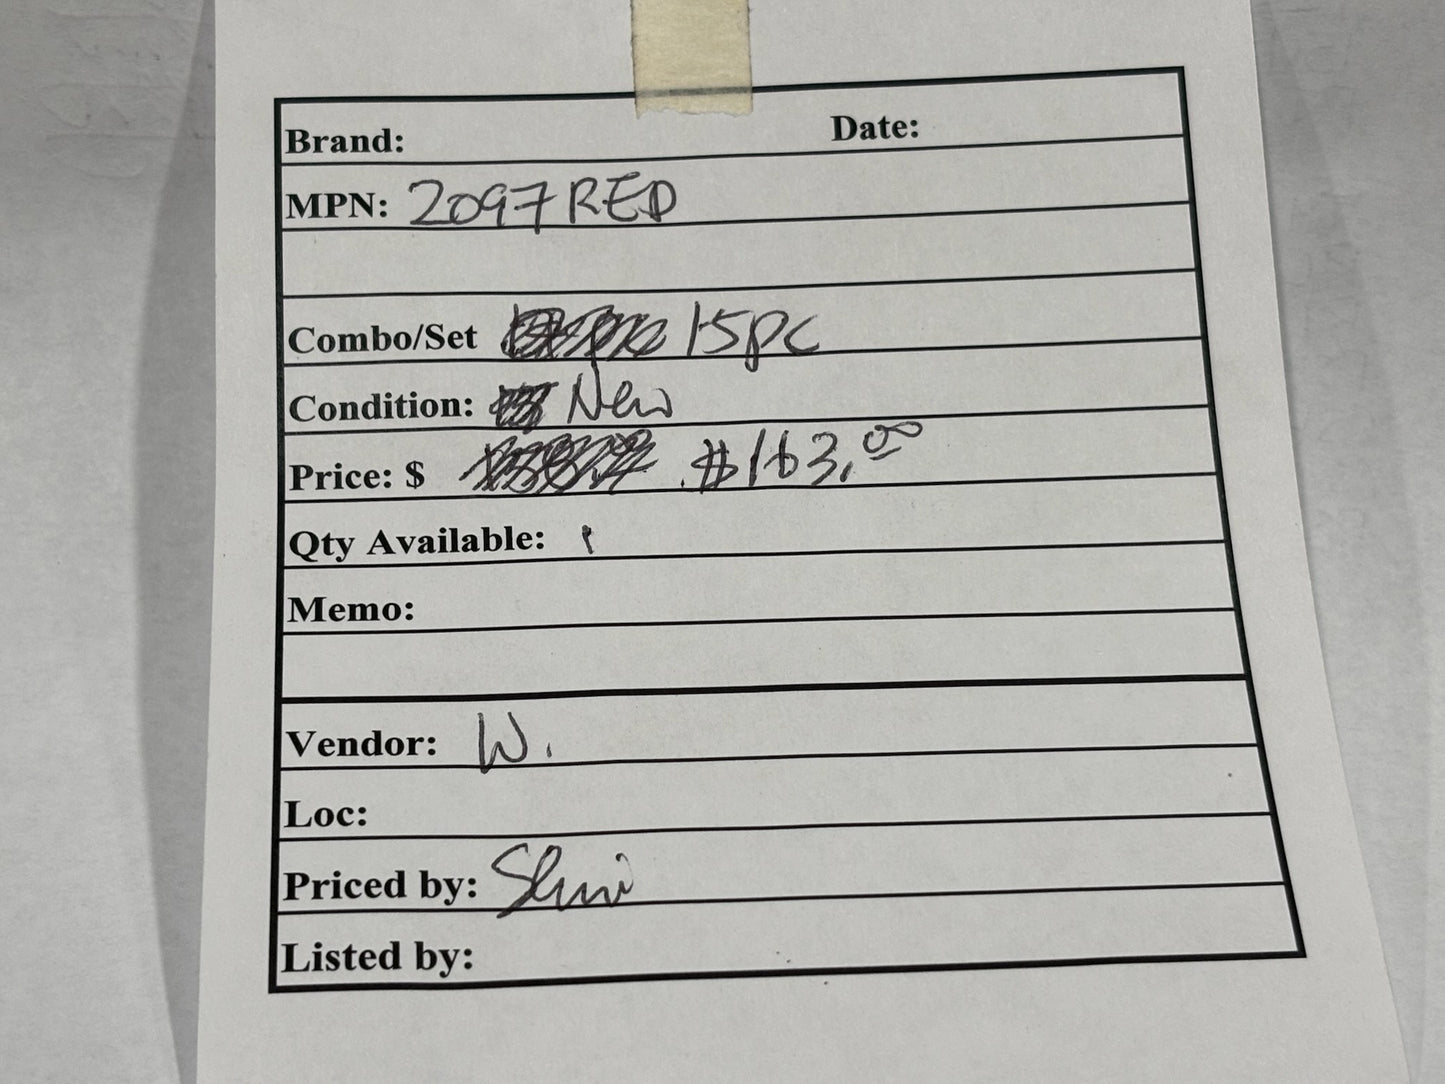 Brand: Date:
MPN: 2097RED
Combo/Set 15pc
Condition: New
Price: $ $163.00
Qty Available: 1
Memo:
Vendor: W.
Loc:
Priced by:
Listed by: